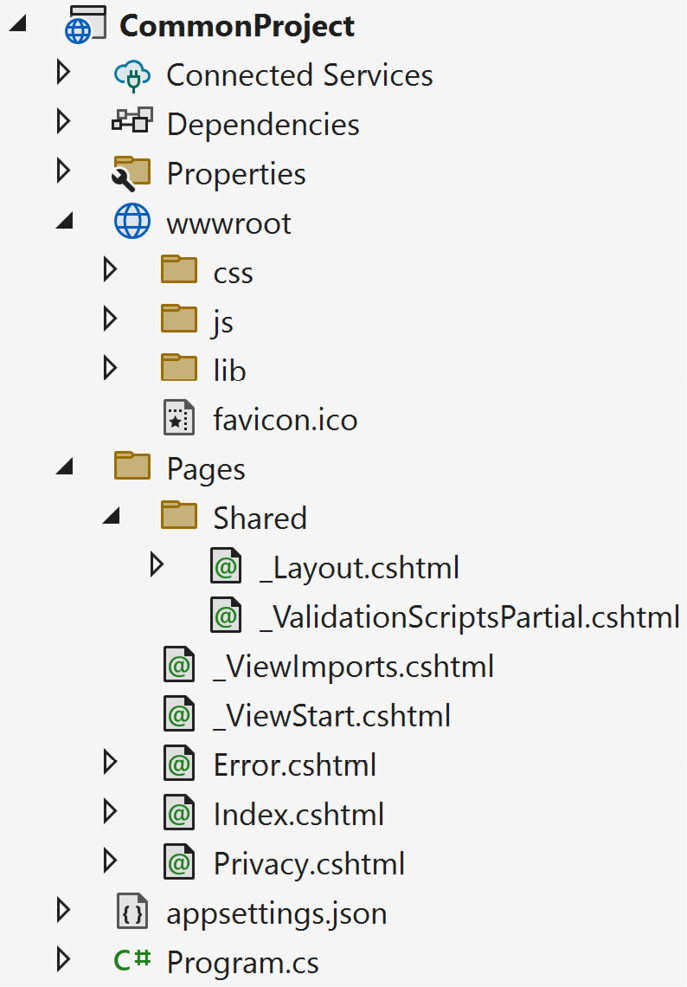 CommonProject
Connected Services
Dependencies
Properties
wwwroot
css
js
lib
favicon.ico
Pages
Shared
_Layout.cshtml
_ValidationScriptsPartial.cshtml
_ViewImports.cshtml
_ViewStart.cshtml
Error.cshtml
Index.cshtml
Privacy.cshtml
appsettings.json
C# Program.cs